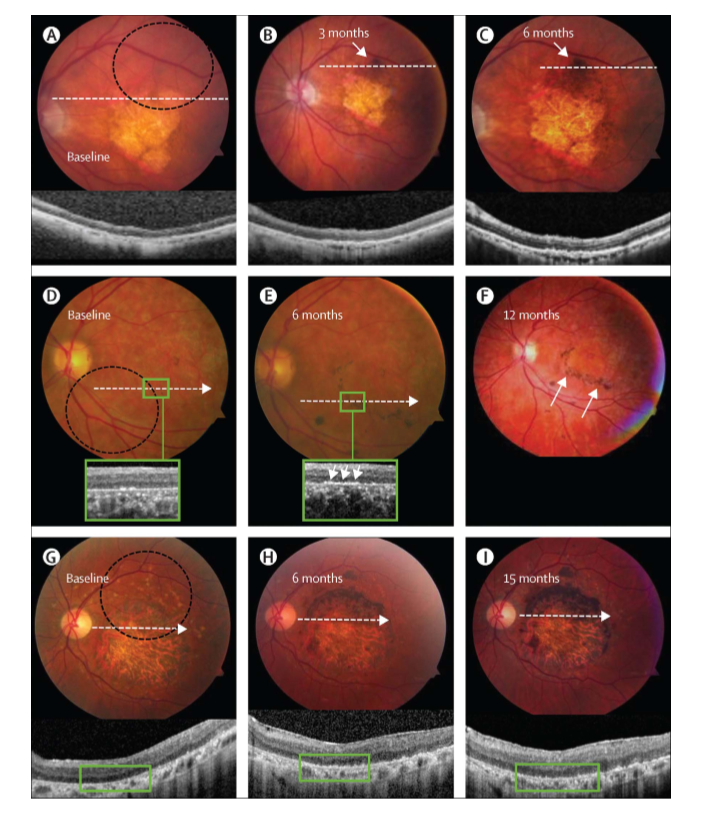 A
Baseline
B
3 months
C
6 months
D
Baseline
E
6 months
F
12 months
G
Baseline
H
6 months
I
15 months